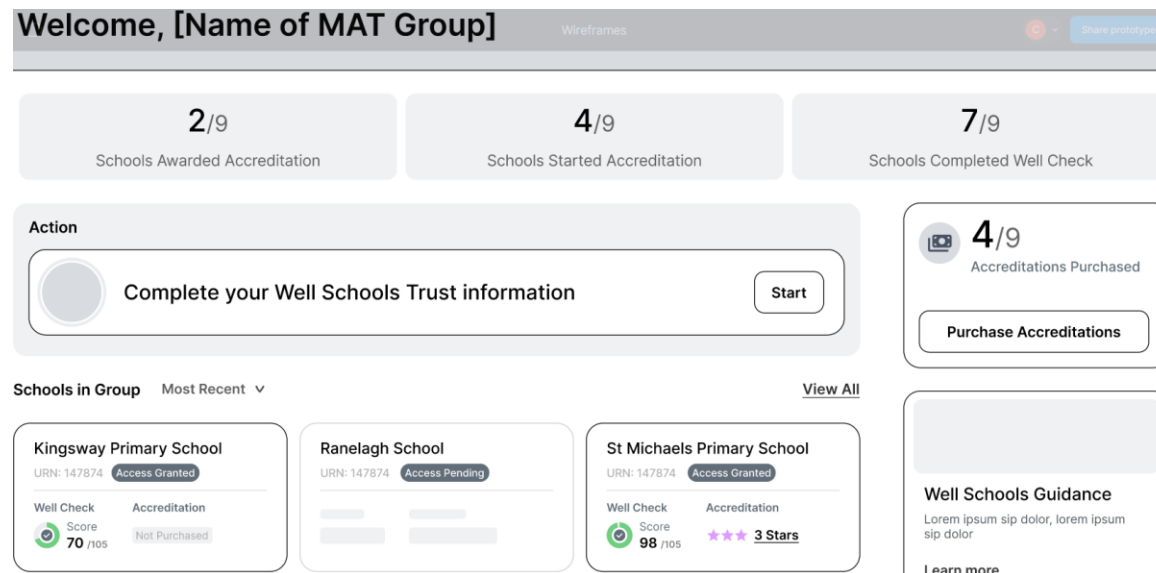 Welcome, [Name of MAT Group]
Wireframes
C
Share prototype
2/9
Schools Awarded Accreditation
4/9
Schools Started Accreditation
7/9
Schools Completed Well Check
Action
Complete your Well Schools Trust information
Start
4/9
Accreditations Purchased
Purchase Accreditations
Schools in Group
Most Recent
View All
Kingsway Primary School
URN: 147874
Access Granted
Well Check
Accreditation
Score
70 /105
Not Purchased
Ranelagh School
URN: 147874
Access Pending
St Michaels Primary School
URN: 147874
Access Granted
Well Check
Accreditation
Score
98 /105
3 Stars
Well Schools Guidance
Lorem ipsum sip dolor, lorem ipsum
sip dolor
Learn more